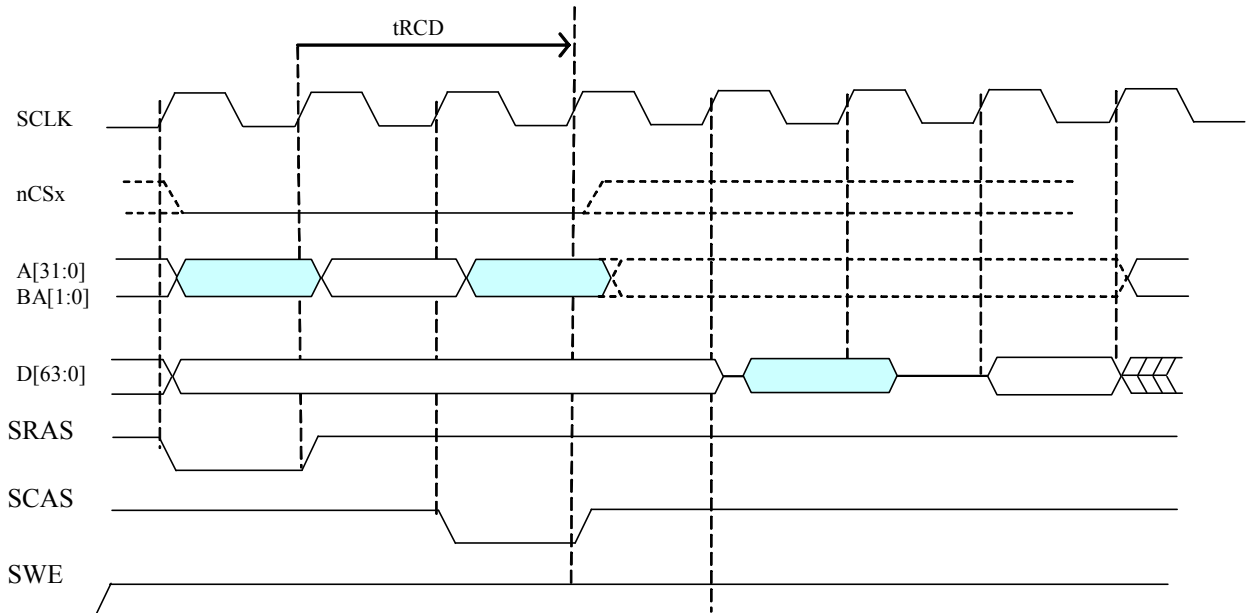 tRCD
SCLK
nCSx
A[31:0]
BA[1:0]
D[63:0]
SRAS
SCAS
SWE